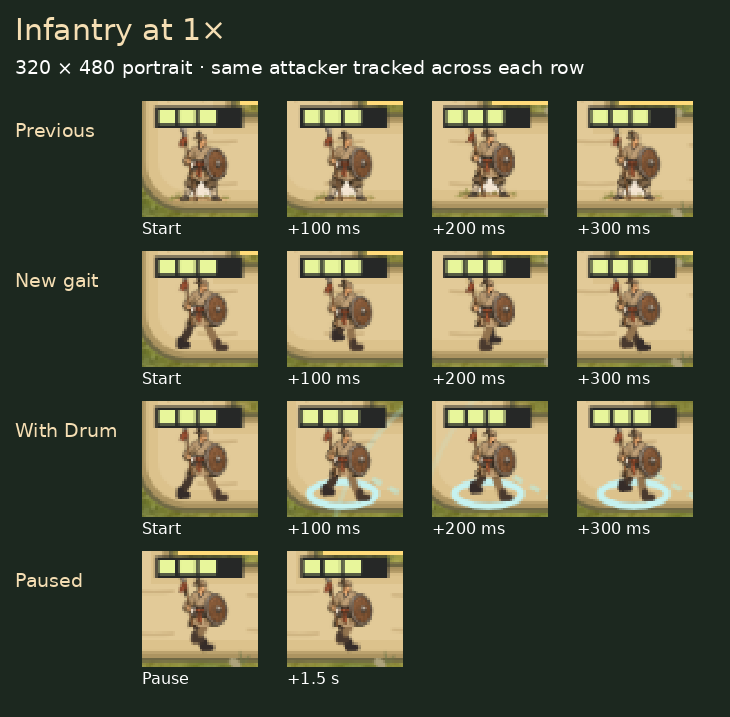 Infantry at 1×
320 × 480 portrait · same attacker tracked across each row
Previous
Start +100 ms +200 ms +300 ms
New gait
Start +100 ms +200 ms +300 ms
With Drum
Start +100 ms +200 ms +300 ms
Paused
Pause +1.5 s